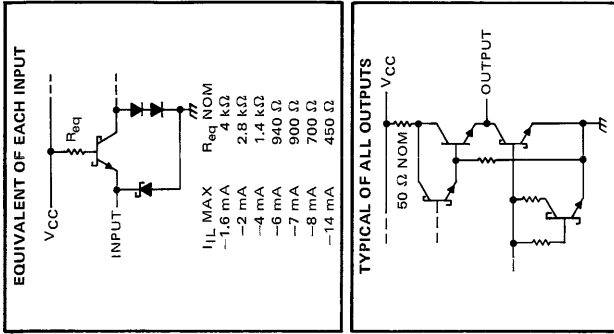 EQUIVALENT OF EACH INPUT
VCC
Req
INPUT
IIL MAX Req NOM
—1.6 mA 4 kΩ
—2 mA 2.8 kΩ
—4 mA 1.4 kΩ
—6 mA 940 Ω
—7 mA 900 Ω
—8 mA 700 Ω
—14 mA 450 Ω
TYPICAL OF ALL OUTPUTS
VCC
50 Ω NOM
OUTPUT